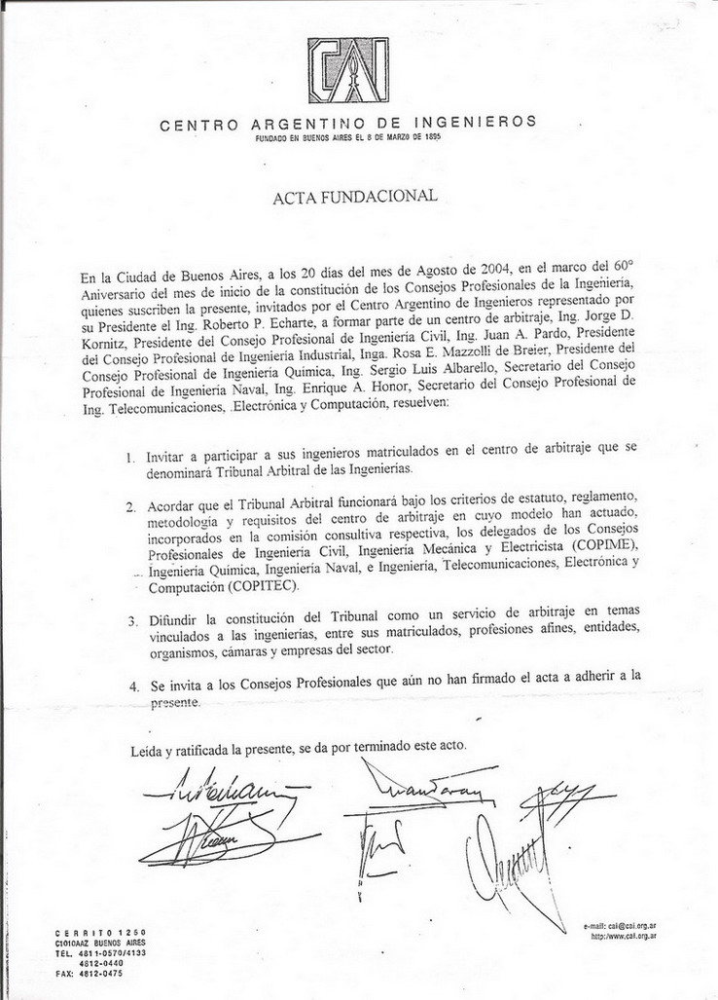 CAI
CENTRO ARGENTINO DE INGENIEROS
FUNDADO EN BUENOS AIRES EL 8 DE MARZO DE 1895
ACTA FUNDACIONAL
En la Ciudad de Buenos Aires, a los 20 días del mes de Agosto de 2004, en el marco del 60°
Aniversario del mes de inicio de la constitución de los Consejos Profesionales de la Ingeniería,
quienes suscriben la presente, invitados por el Centro Argentino de Ingenieros representado por
su Presidente el Ing. Roberto P. Echarte, a formar parte de un centro de arbitraje, Ing. Jorge D.
Kornitz, Presidente del Consejo Profesional de Ingeniería Civil, Ing. Juan A. Pardo, Presidente
del Consejo Profesional de Ingeniería Industrial, Inga. Rosa E. Mazzolli de Breier, Presidente del
Consejo Profesional de Ingeniería Química, Ing. Sergio Luis Albarello, Secretario del Consejo
Profesional de Ingeniería Naval, Ing. Enrique A. Honor, Secretario del Consejo Profesional de
Ing. Telecomunicaciones, .Electrónica y Computación, resuelven:
1. Invitar a participar a sus ingenieros matriculados en el centro de arbitraje que se
denominará Tribunal Arbitral de las Ingenierías.
2. Acordar que el Tribunal Arbitral funcionará bajo los criterios de estatuto, reglamento,
metodología y requisitos del centro de arbitraje en cuyo modelo han actuado,
incorporados en la comisión consultiva respectiva, los delegados de los Consejos
Profesionales de Ingeniería Civil, Ingeniería Mecánica y Electricista (COPIME),
Ingeniería Química, Ingeniería Naval, e Ingeniería, Telecomunicaciones, Electrónica y
Computación (COPITEC).
3. Difundir la constitución del Tribunal como un servicio de arbitraje en temas
vinculados a las ingenierías, entre sus matriculados, profesiones afines, entidades,
organismos, cámaras y empresas del sector.
4. Se invita a los Consejos Profesionales que aún no han firmado el acta a adherir a la
presente.
Leída y ratificada la presente, se da por terminado este acto.
CERRITO 1250
C1010AAZ BUENOS AIRES
TEL. 4811-0570/4133
4812-0440
FAX: 4812-0475
e-mail: cai@cai.org.ar
http:/www.cai.org.ar